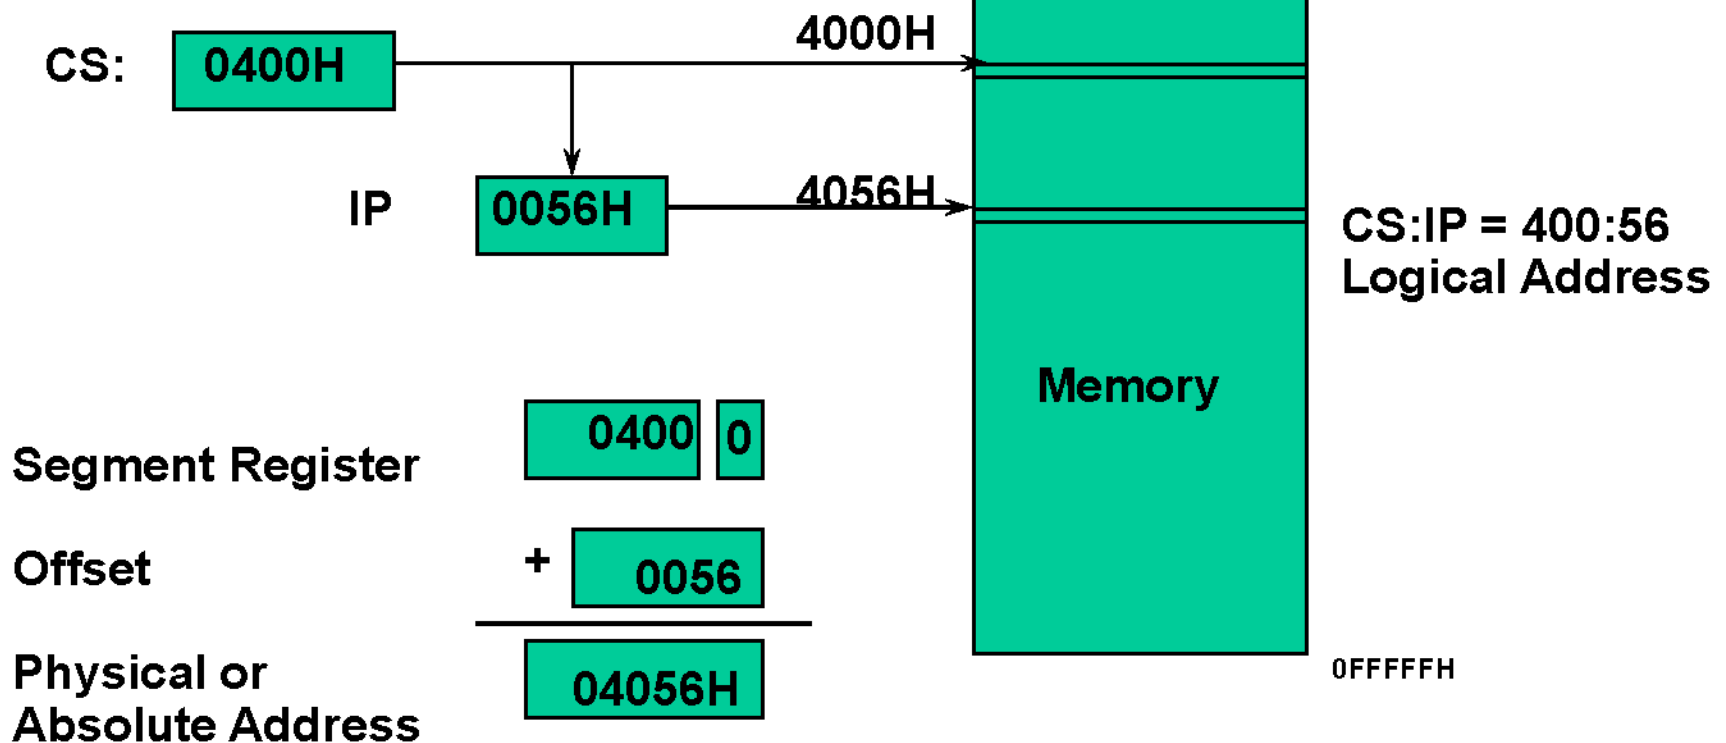 4000H
CS: 0400H
IP 0056H 4056H
CS:IP = 400:56
Logical Address
Memory
Segment Register 0400 0
Offset + 0056
Physical or
Absolute Address 04056H
0FFFFFH